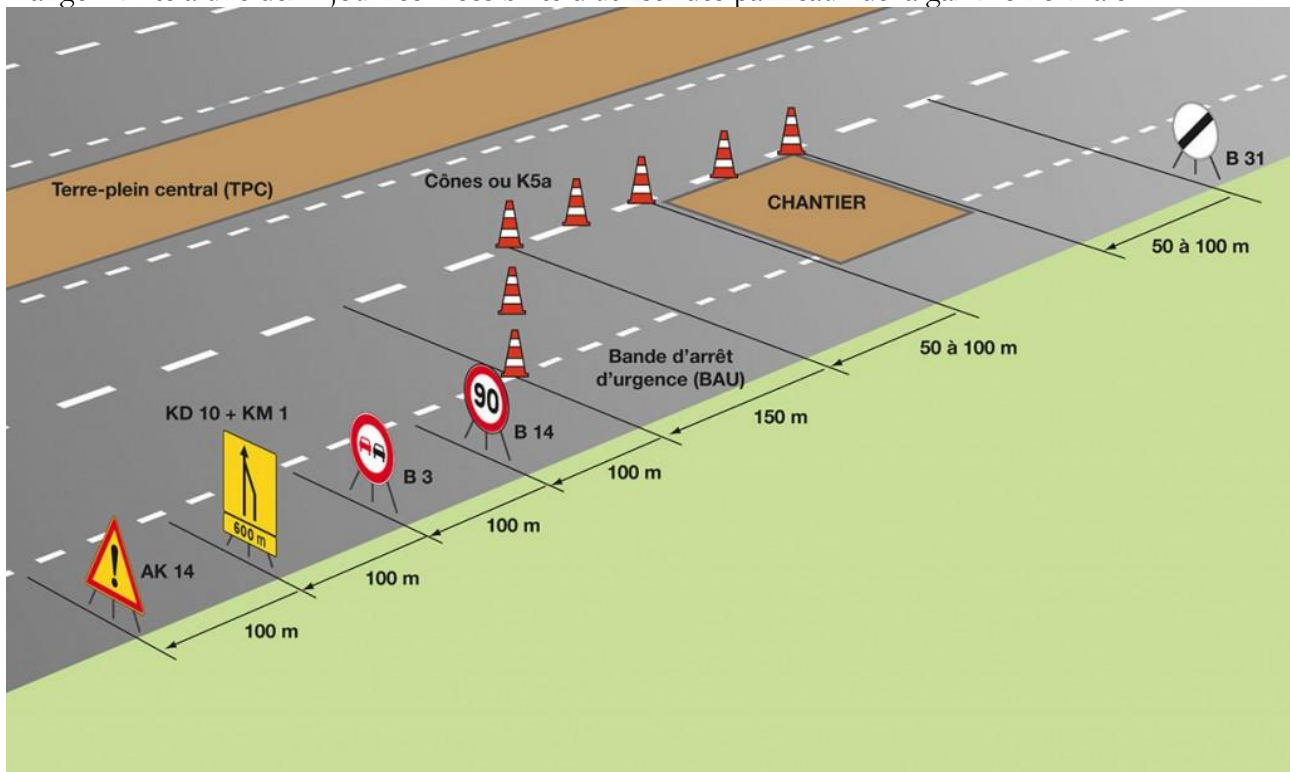 Terre-plein central (TPC)
Cônes ou K5a
CHANTIER
B 31
50 à 100 m
50 à 100 m
Bande d'arrêt
d'urgence (BAU)
150 m
KD 10 + KM 1
90
B 14
100 m
B 3
100 m
600 m
100 m
AK 14
100 m